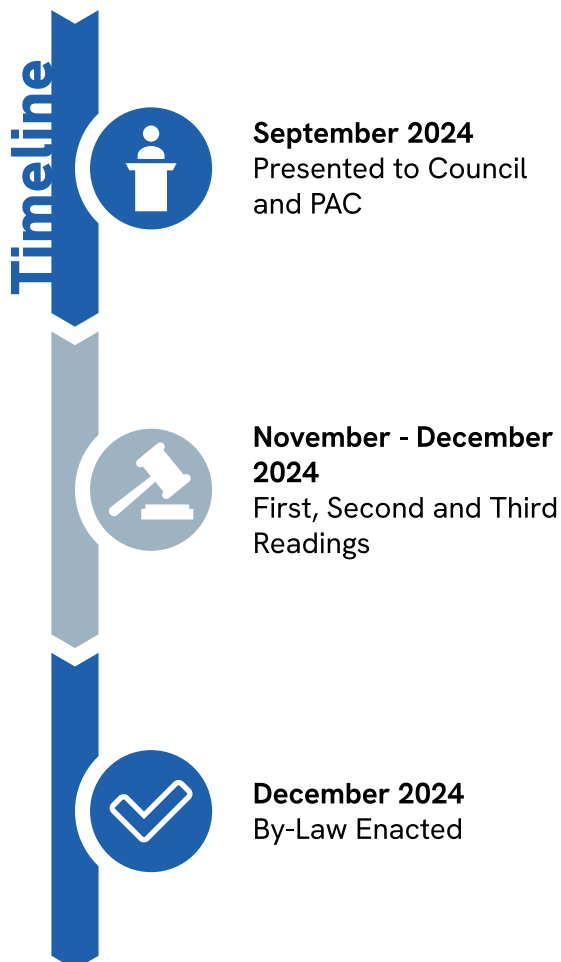 Timeline
September 2024
Presented to Council
and PAC
November - December
2024
First, Second and Third
Readings
December 2024
By-Law Enacted